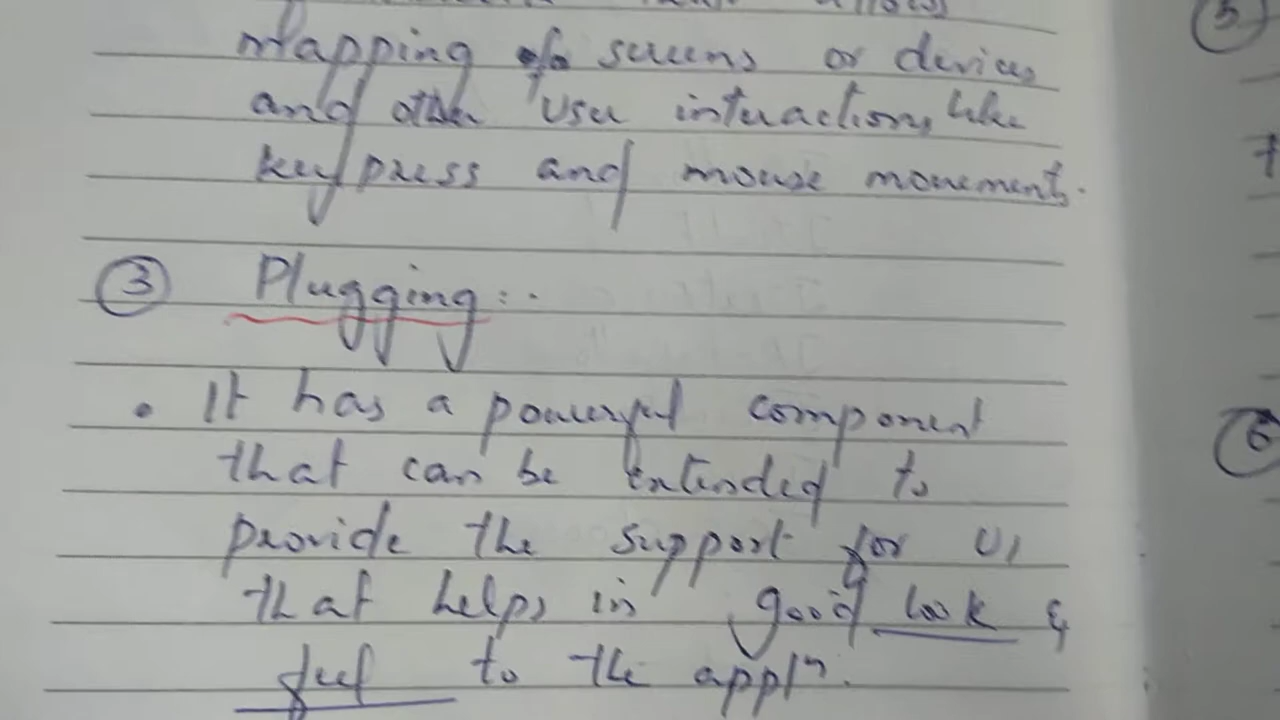 mapping of screens or devices
and other user interactions like
keypress and mouse movements.
③ Plugging :.
• It has a powerful component
that can be extended to
provide the support for UI
that helps in good look &
feel to the appln.
5
6